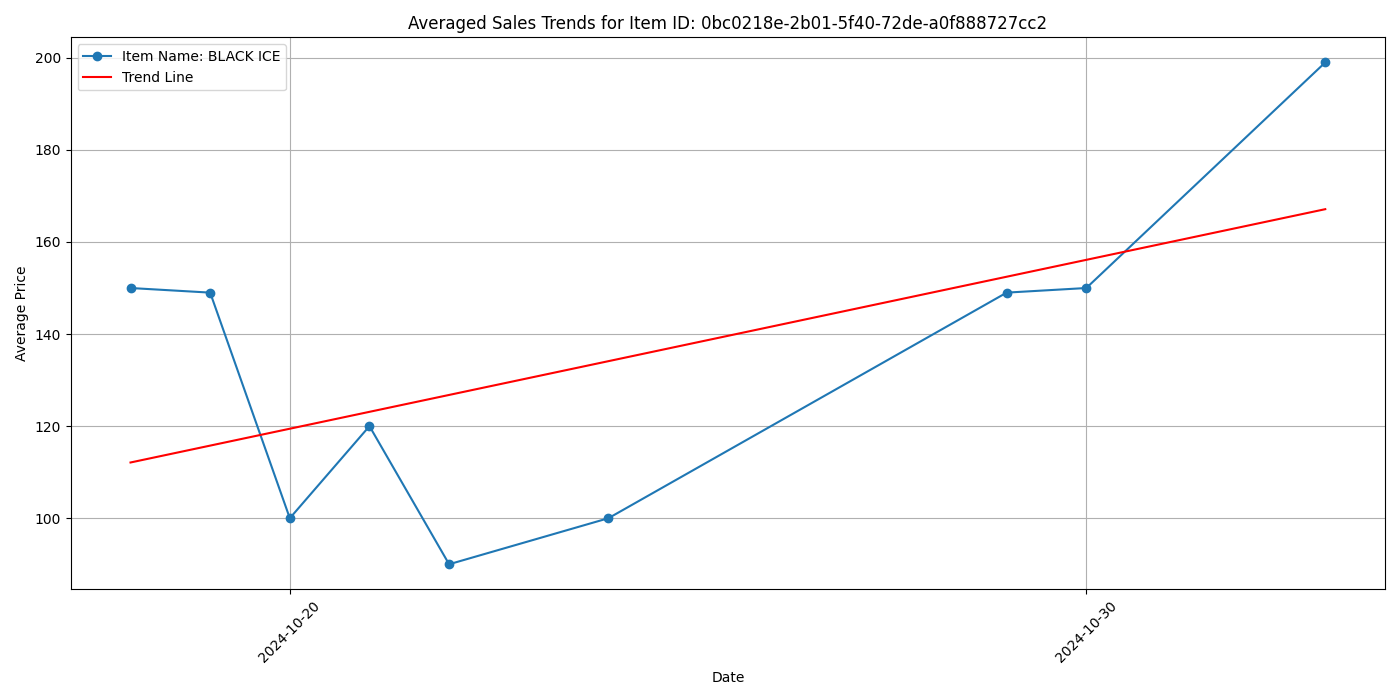 Averaged Sales Trends for Item ID: 0bc0218e-2b01-5f40-72de-a0f888727cc2
Item Name: BLACK ICE
Trend Line
200
180
160
140
120
100
Average Price
2024-10-20
2024-10-30
Date